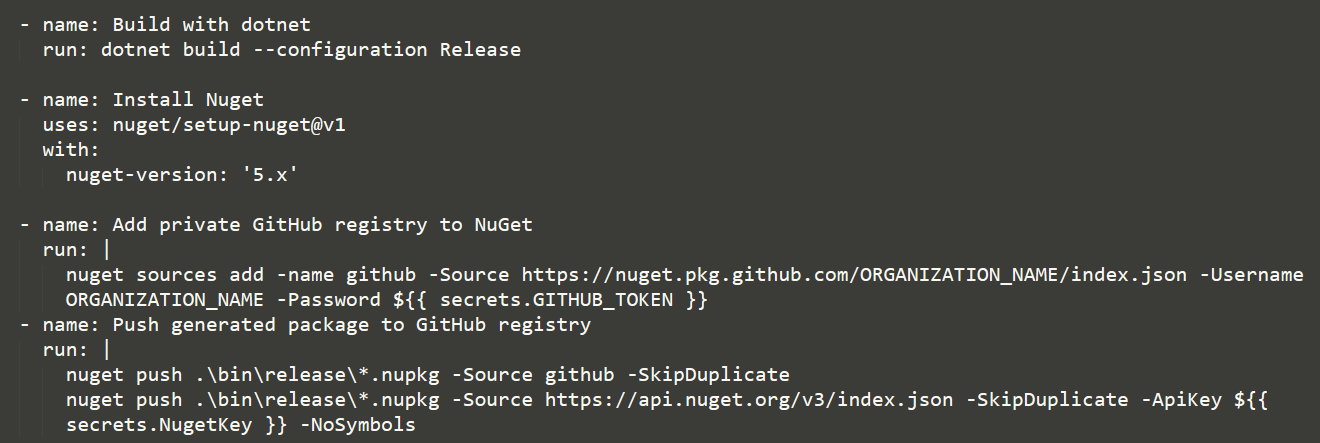 - name: Build with dotnet
run: dotnet build --configuration Release
- name: Install Nuget
uses: nuget/setup-nuget@v1
with:
nuget-version: '5.x'
- name: Add private GitHub registry to NuGet
run: |
nuget sources add -name github -Source https://nuget.pkg.github.com/ORGANIZATION_NAME/index.json -Username
ORGANIZATION_NAME -Password ${{ secrets.GITHUB_TOKEN }}
- name: Push generated package to GitHub registry
run: |
nuget push .\bin\release\*.nupkg -Source github -SkipDuplicate
nuget push .\bin\release\*.nupkg -Source https://api.nuget.org/v3/index.json -SkipDuplicate -ApiKey ${{
secrets.NugetKey }} -NoSymbols